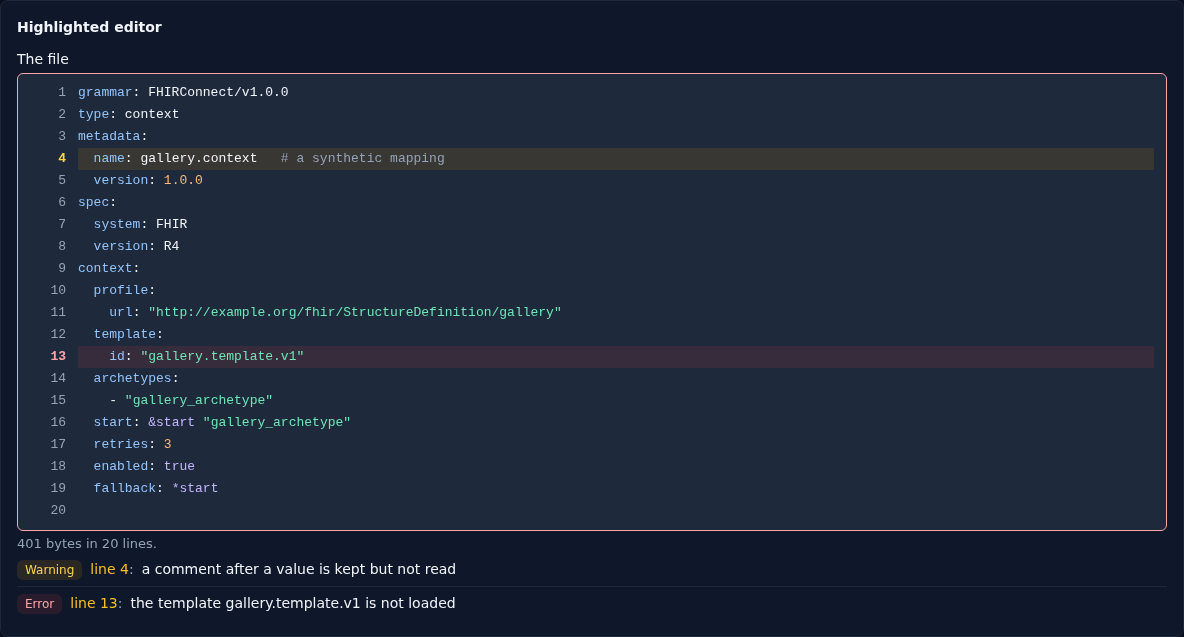 Highlighted editor
The file
1 grammar: FHIRConnect/v1.0.0
2 type: context
3 metadata:
4   name: gallery.context   # a synthetic mapping
5   version: 1.0.0
6 spec:
7   system: FHIR
8   version: R4
9 context:
10   profile:
11     url: "http://example.org/fhir/StructureDefinition/gallery"
12   template:
13     id: "gallery.template.v1"
14   archetypes:
15     - "gallery_archetype"
16   start: &start "gallery_archetype"
17   retries: 3
18   enabled: true
19   fallback: *start
20
401 bytes in 20 lines.
Warning line 4: a comment after a value is kept but not read
Error line 13: the template gallery.template.v1 is not loaded